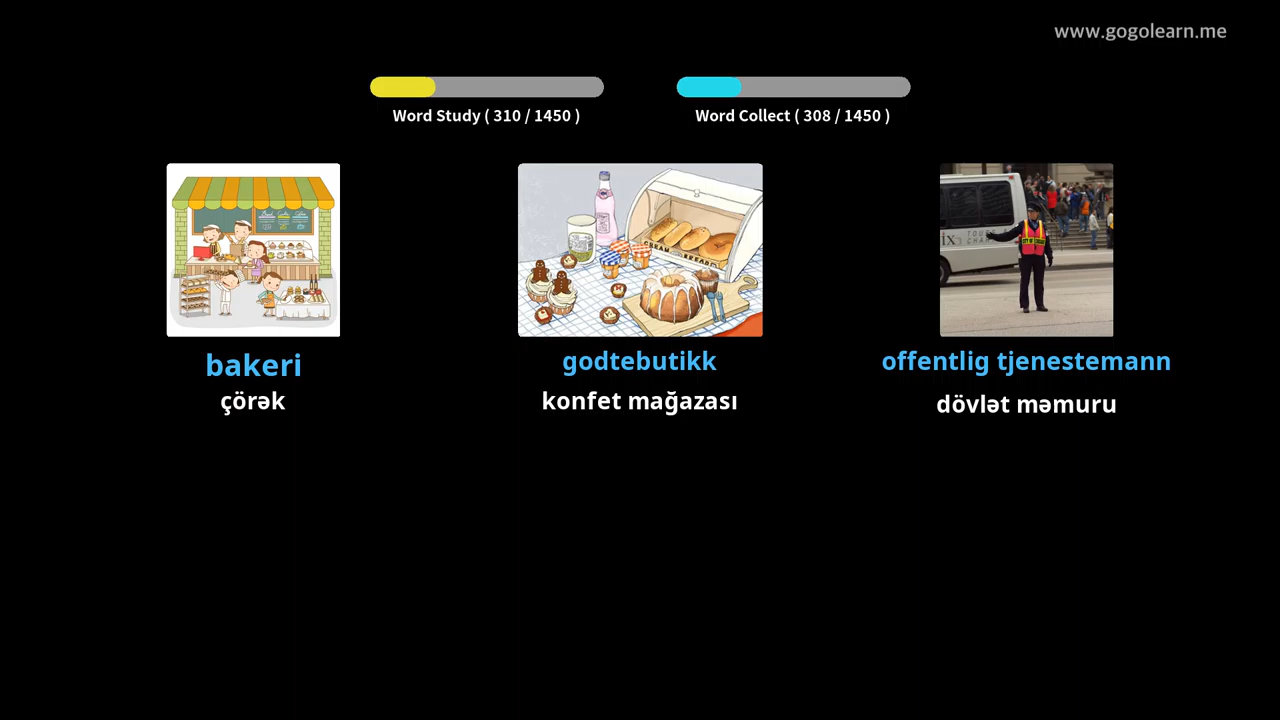 www.gogolearn.me
Word Study ( 310 / 1450 )
Word Collect ( 308 / 1450 )
bakeri
godtebutikk
offentlig tjenestemann
çörək
konfet mağazası
dövlət məmuru